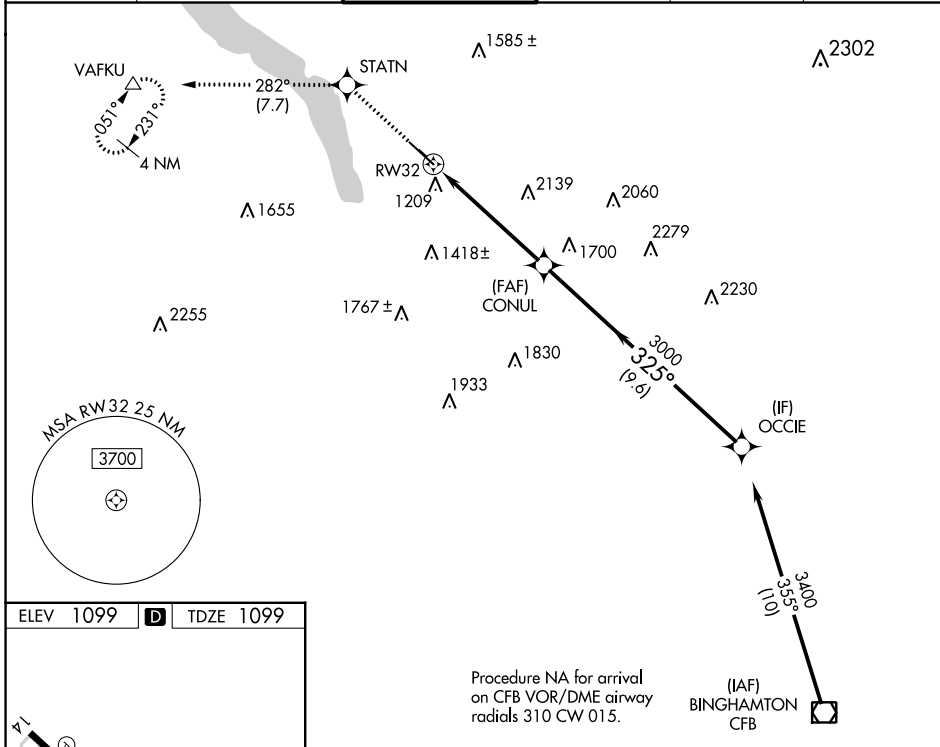 1585 ±
2302
VAFKU
STATN
282°
(7.7)
051°
231°
4 NM
RW32
1209
2139
2060
1655
1418 ±
1700
2279
(FAF)
CONUL
2230
1767 ±
2255
3000
325°
(9.6)
1830
1933
(IF)
OCCIE
MSA RW32 25 NM
3700
3400
355°
(10)
ELEV 1099 D TDZE 1099
Procedure NA for arrival
on CFB VOR/DME airway
radials 310 CW 015.
(IAF)
BINGHAMTON
CFB
14